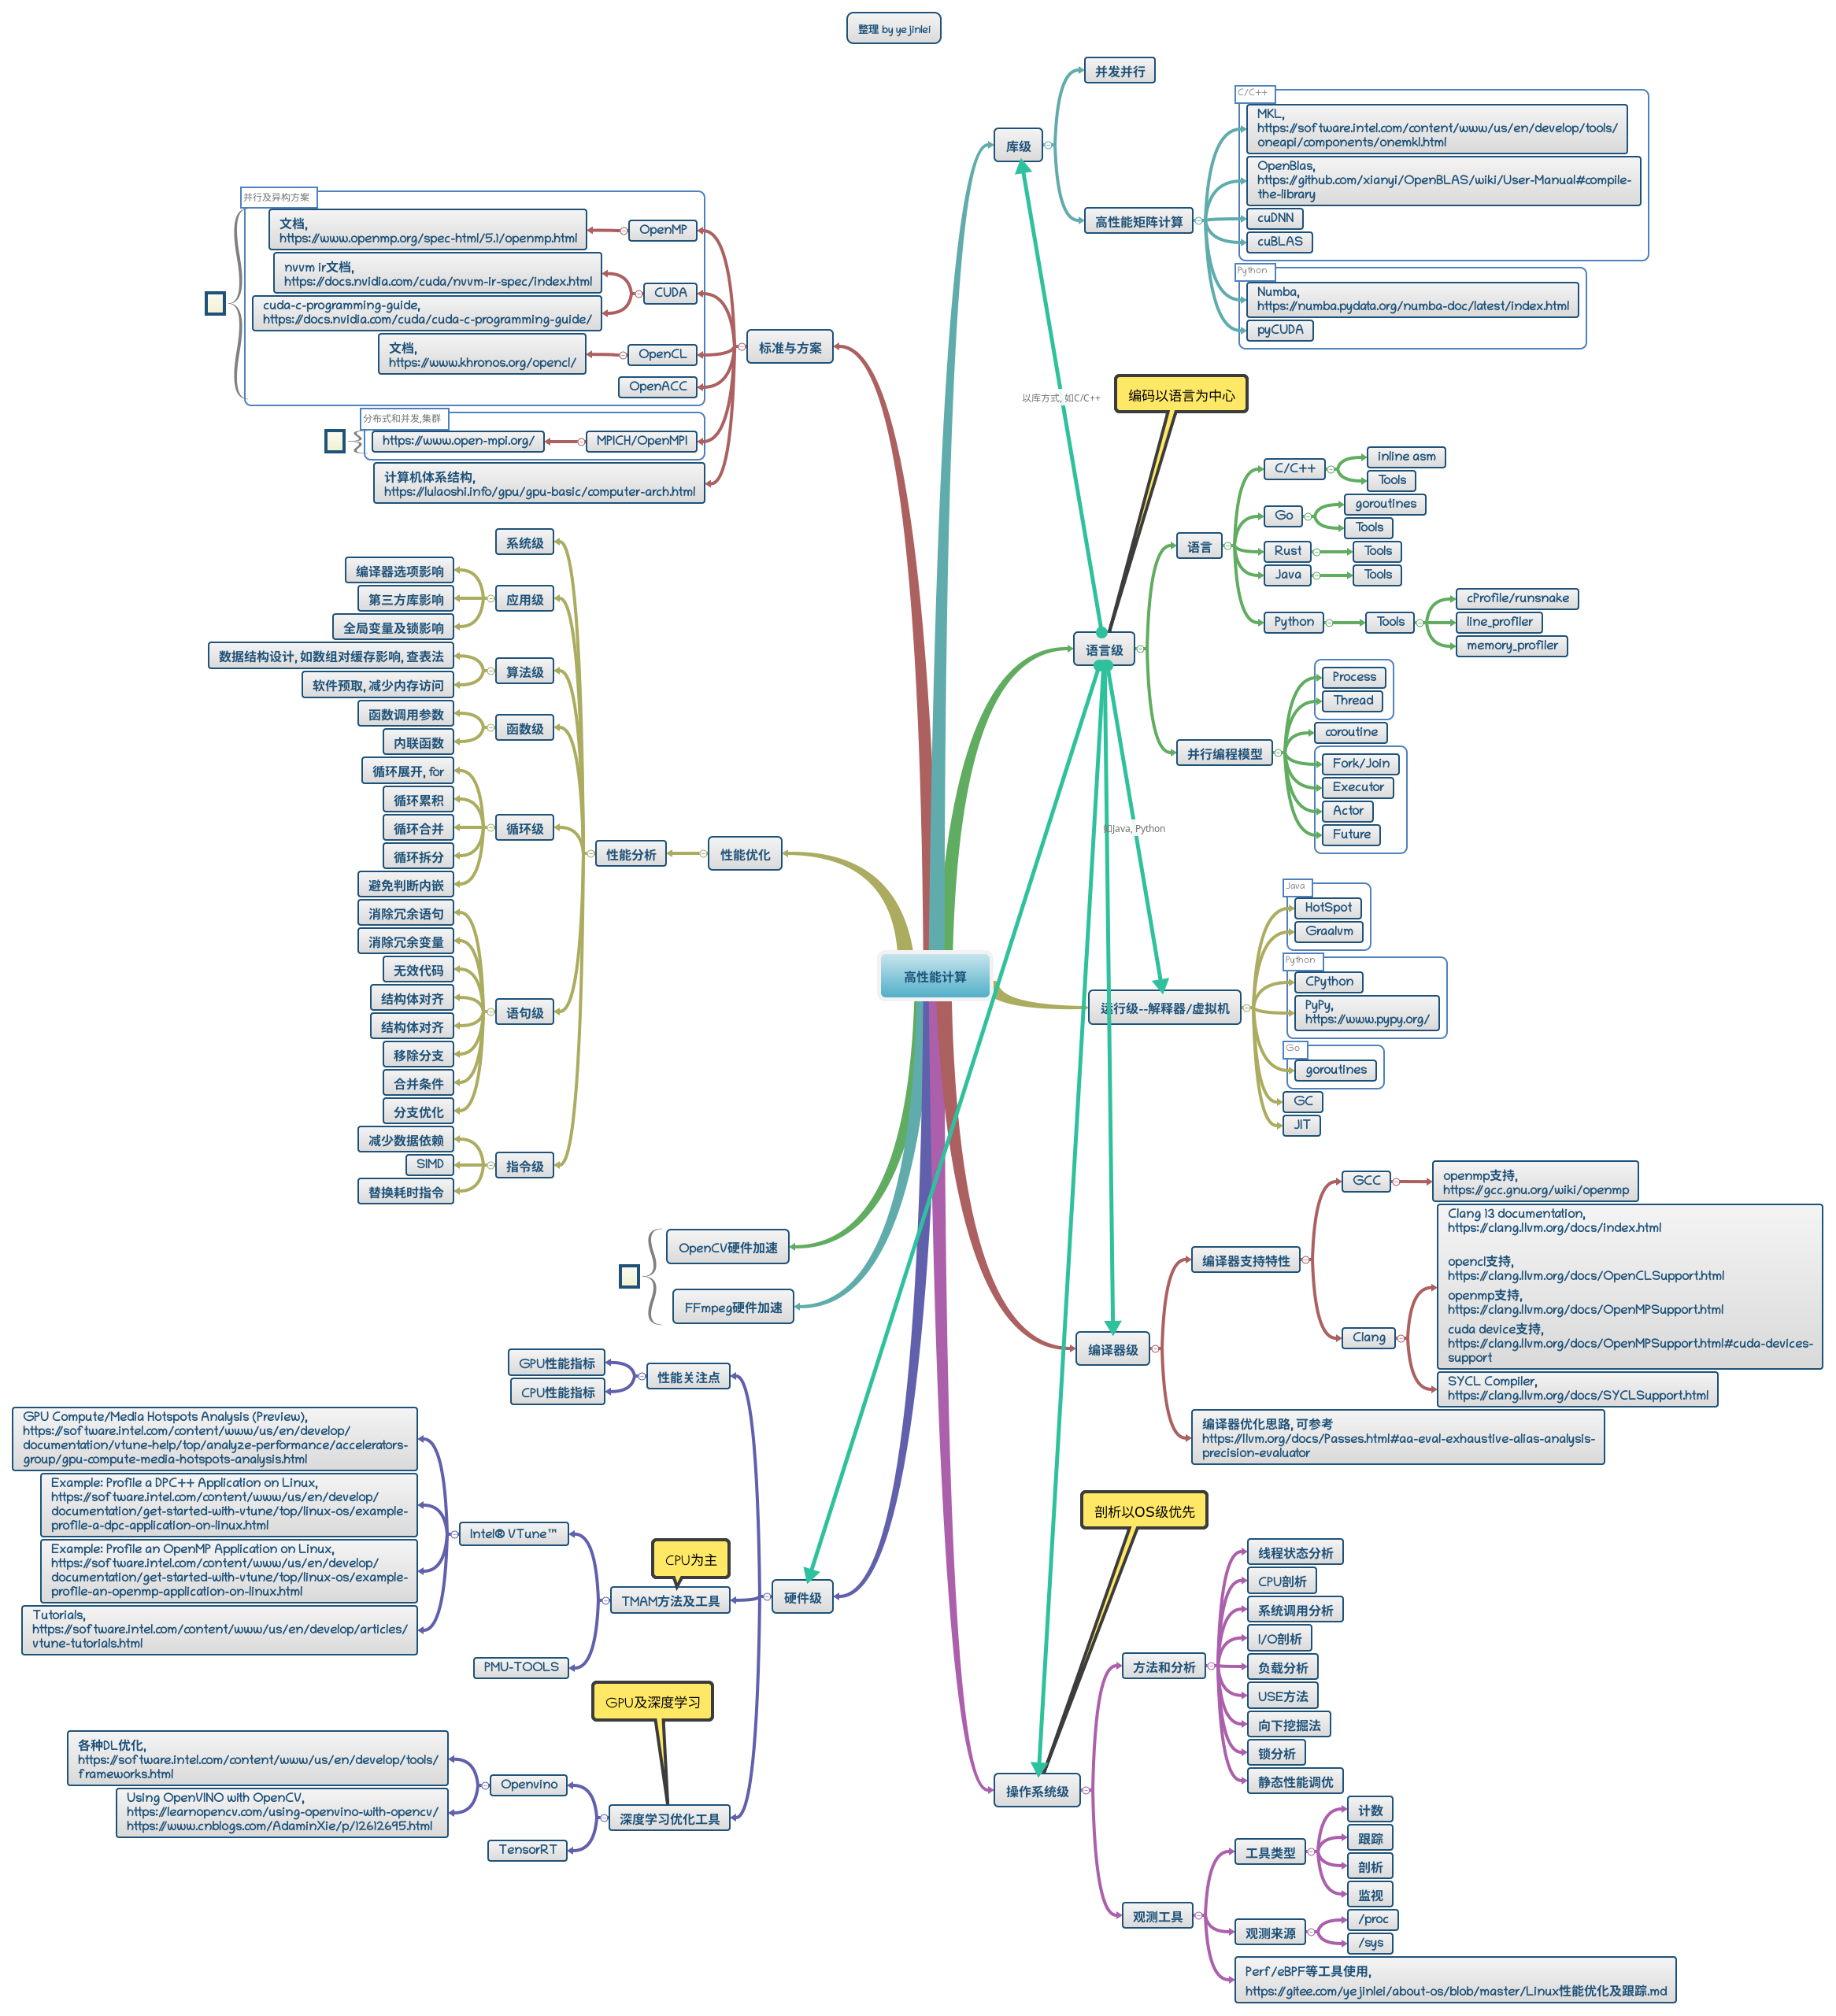 整理 by yejinlei
库级
并发并行
高性能矩阵计算
C/C++
MKL,
https://software.intel.com/content/www/us/en/develop/tools/
oneapi/components/onemkl.html
OpenBlas,
https://github.com/xianyi/OpenBLAS/wiki/User-Manual#compile-
the-library
cuDNN
cuBLAS
Python
Numba,
https://numba.pydata.org/numba-doc/latest/index.html
pyCUDA
标准与方案
并行及异构方案
OpenMP
文档,
https://www.openmp.org/spec-html/5.1/openmp.html
CUDA
nvvm ir文档,
https://docs.nvidia.com/cuda/nvvm-ir-spec/index.html
cuda-c-programming-guide,
https://docs.nvidia.com/cuda/cuda-c-programming-guide/
OpenCL
文档,
https://www.khronos.org/opencl/
OpenACC
分布式和并发,集群
MPICH/OpenMPI
https://www.open-mpi.org/
计算机体系结构,
https://lulaoshi.info/gpu/gpu-basic/computer-arch.html
以库方式, 如C/C++
编码以语言为中心
语言级
语言
C/C++
inline asm
Tools
Go
goroutines
Tools
Rust
Tools
Java
Tools
Python
Tools
cProfile/runsnake
line_profiler
memory_profiler
并行编程模型
Process
Thread
coroutine
Fork/Join
Executor
Actor
Future
如Java, Python
性能优化
性能分析
系统级
应用级
编译器选项影响
第三方库影响
全局变量及锁影响
算法级
数据结构设计, 如数组对缓存影响, 查表法
软件预取, 减少内存访问
函数级
函数调用参数
内联函数
循环级
循环展开, for
循环累积
循环合并
循环拆分
避免判断内嵌
语句级
消除冗余语句
消除冗余变量
无效代码
结构体对齐
结构体对齐
移除分支
合并条件
分支优化
指令级
减少数据依赖
SIMD
替换耗时指令
高性能计算
运行级--解释器/虚拟机
Java
HotSpot
Graalvm
Python
CPython
PyPy,
https://www.pypy.org/
Go
goroutines
GC
JIT
OpenCV硬件加速
FFmpeg硬件加速
编译器级
编译器支持特性
GCC
openmp支持,
https://gcc.gnu.org/wiki/openmp
Clang
Clang 13 documentation,
https://clang.llvm.org/docs/index.html
opencl支持,
https://clang.llvm.org/docs/OpenCLSupport.html
openmp支持,
https://clang.llvm.org/docs/OpenMPSupport.html
cuda device支持,
https://clang.llvm.org/docs/OpenMPSupport.html#cuda-devices-
support
SYCL Compiler,
https://clang.llvm.org/docs/SYCLSupport.html
编译器优化思路, 可参考
https://llvm.org/docs/Passes.html#aa-eval-exhaustive-alias-analysis-
precision-evaluator
硬件级
性能关注点
GPU性能指标
CPU性能指标
CPU为主
TMAM方法及工具
Intel® VTune™
GPU Compute/Media Hotspots Analysis (Preview),
https://software.intel.com/content/www/us/en/develop/
documentation/vtune-help/top/analyze-performance/accelerators-
group/gpu-compute-media-hotspots-analysis.html
Example: Profile a DPC++ Application on Linux,
https://software.intel.com/content/www/us/en/develop/
documentation/get-started-with-vtune/top/linux-os/example-
profile-a-dpc-application-on-linux.html
Example: Profile an OpenMP Application on Linux,
https://software.intel.com/content/www/us/en/develop/
documentation/get-started-with-vtune/top/linux-os/example-
profile-an-openmp-application-on-linux.html
Tutorials,
https://software.intel.com/content/www/us/en/develop/articles/
vtune-tutorials.html
PMU-TOOLS
GPU及深度学习
深度学习优化工具
Openvino
各种DL优化,
https://software.intel.com/content/www/us/en/develop/tools/
frameworks.html
Using OpenVINO with OpenCV,
https://learnopencv.com/using-openvino-with-opencv/
https://www.cnblogs.com/AdaminXie/p/12612695.html
TensorRT
剖析以OS级优先
操作系统级
方法和分析
线程状态分析
CPU剖析
系统调用分析
I/O剖析
负载分析
USE方法
向下挖掘法
锁分析
静态性能调优
观测工具
工具类型
计数
跟踪
剖析
监视
观测来源
/proc
/sys
Perf/eBPF等工具使用,
https://gitee.com/yejinlei/about-os/blob/master/Linux性能优化及跟踪.md